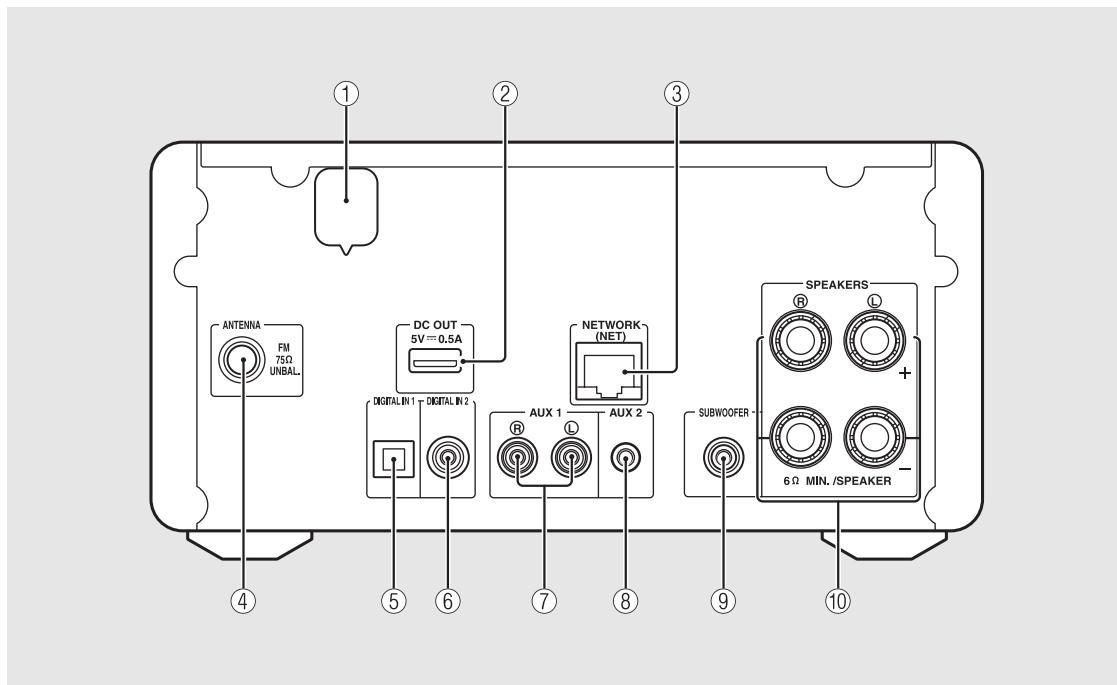 ① ② ③
SPEAKERS
Ⓡ Ⓛ
ANTENNA
FM
75Ω
UNBAL.
DC OUT
5V ⎓ 0.5A
NETWORK
(NET)
+
DIGITAL IN 1 DIGITAL IN 2
AUX 1 AUX 2
Ⓡ Ⓛ
SUBWOOFER
−
6Ω MIN. /SPEAKER
④ ⑤ ⑥ ⑦ ⑧ ⑨ ⑩